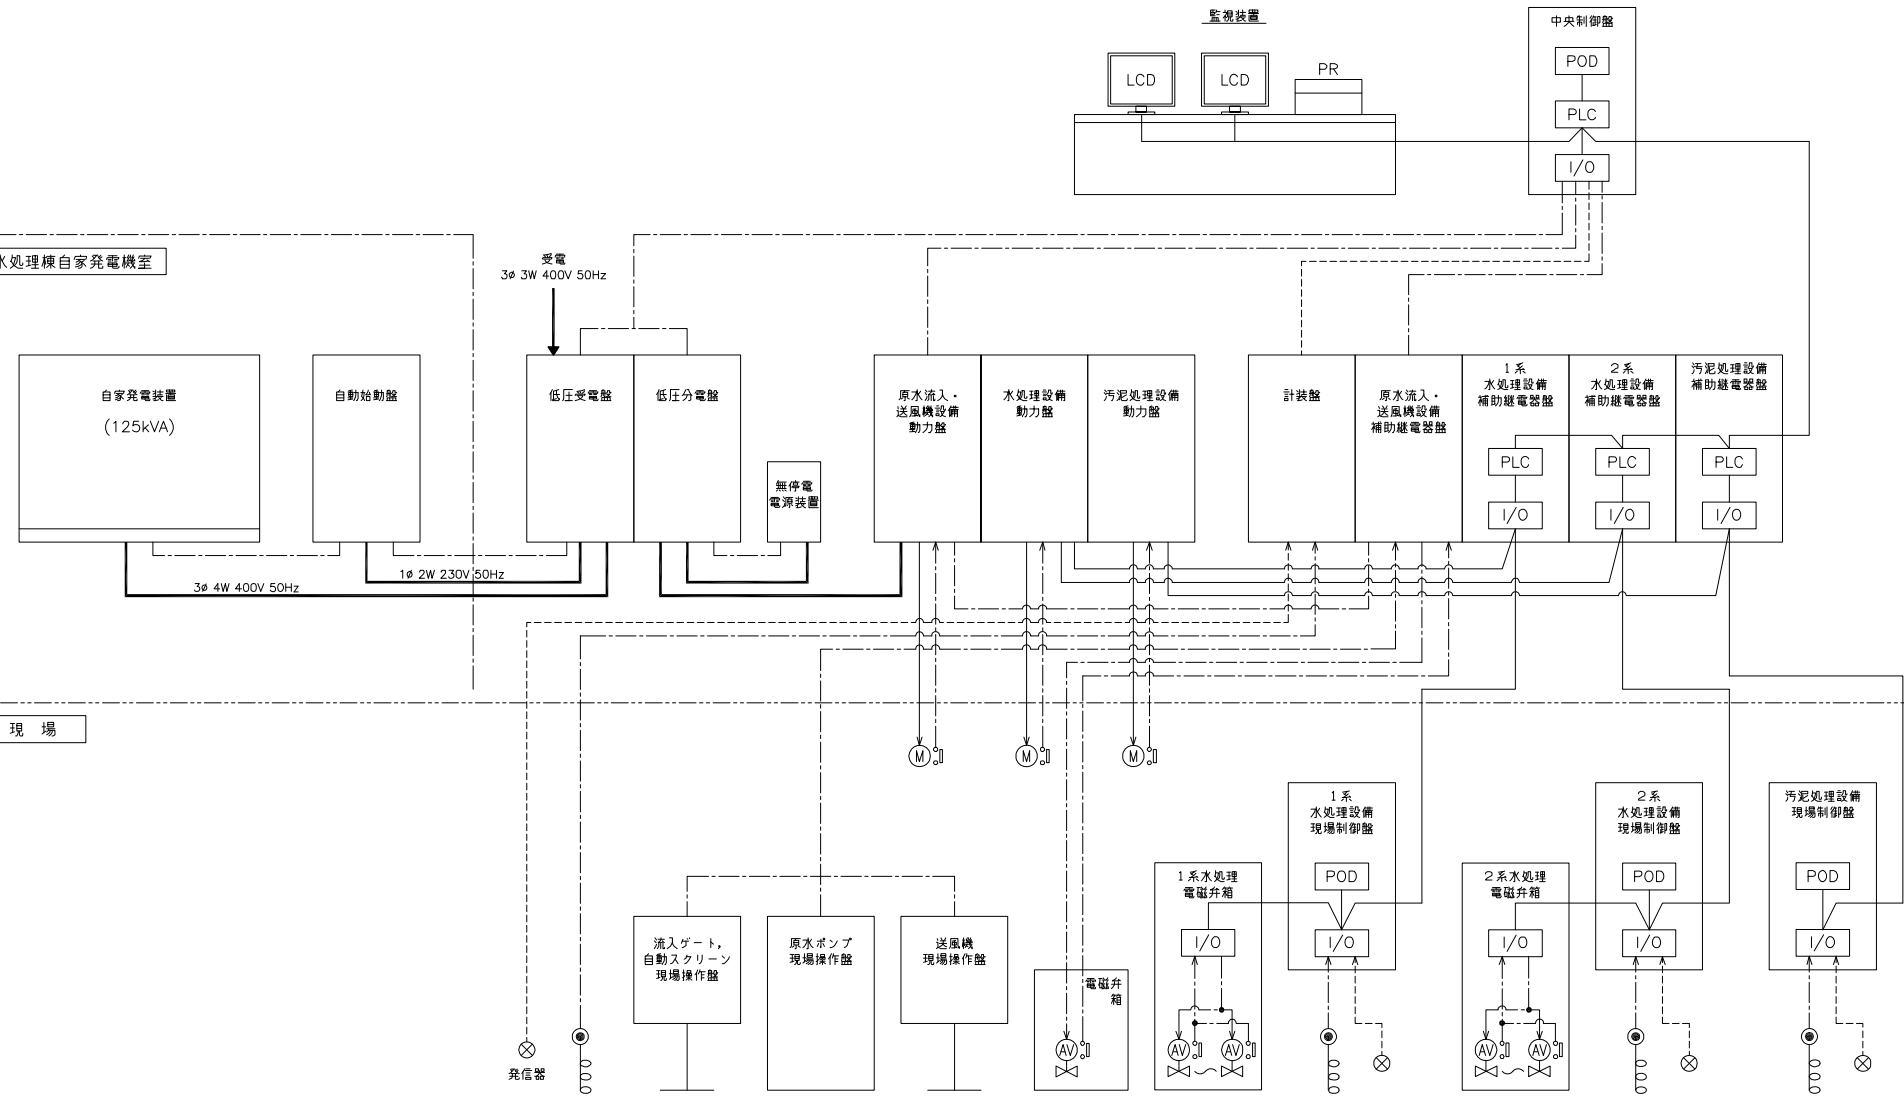 監視装置
中央制御盤
POD
LCD
LCD
PR
PLC
I/O
水処理棟自家発電機室
受電
3φ 3W 400V 50Hz
自家発電装置
(125kVA)
自動始動盤
低圧受電盤
低圧分電盤
無停電
電源装置
原水流入・
送風機設備
動力盤
水処理設備
動力盤
汚泥処理設備
動力盤
計装盤
原水流入・
送風機設備
補助継電器盤
1系
水処理設備
補助継電器盤
2系
水処理設備
補助継電器盤
汚泥処理設備
補助継電器盤
PLC
PLC
PLC
I/O
I/O
I/O
1φ 2W 230V 50Hz
3φ 4W 400V 50Hz
現 場
M
M
M
1系
水処理設備
現場制御盤
POD
I/O
2系
水処理設備
現場制御盤
POD
I/O
汚泥処理設備
現場制御盤
POD
I/O
1系水処理
電磁弁箱
I/O
AV
AV
2系水処理
電磁弁箱
I/O
AV
AV
流入ゲート,
自動スクリーン
現場操作盤
原水ポンプ
現場操作盤
送風機
現場操作盤
電磁弁
箱
AV
発信器